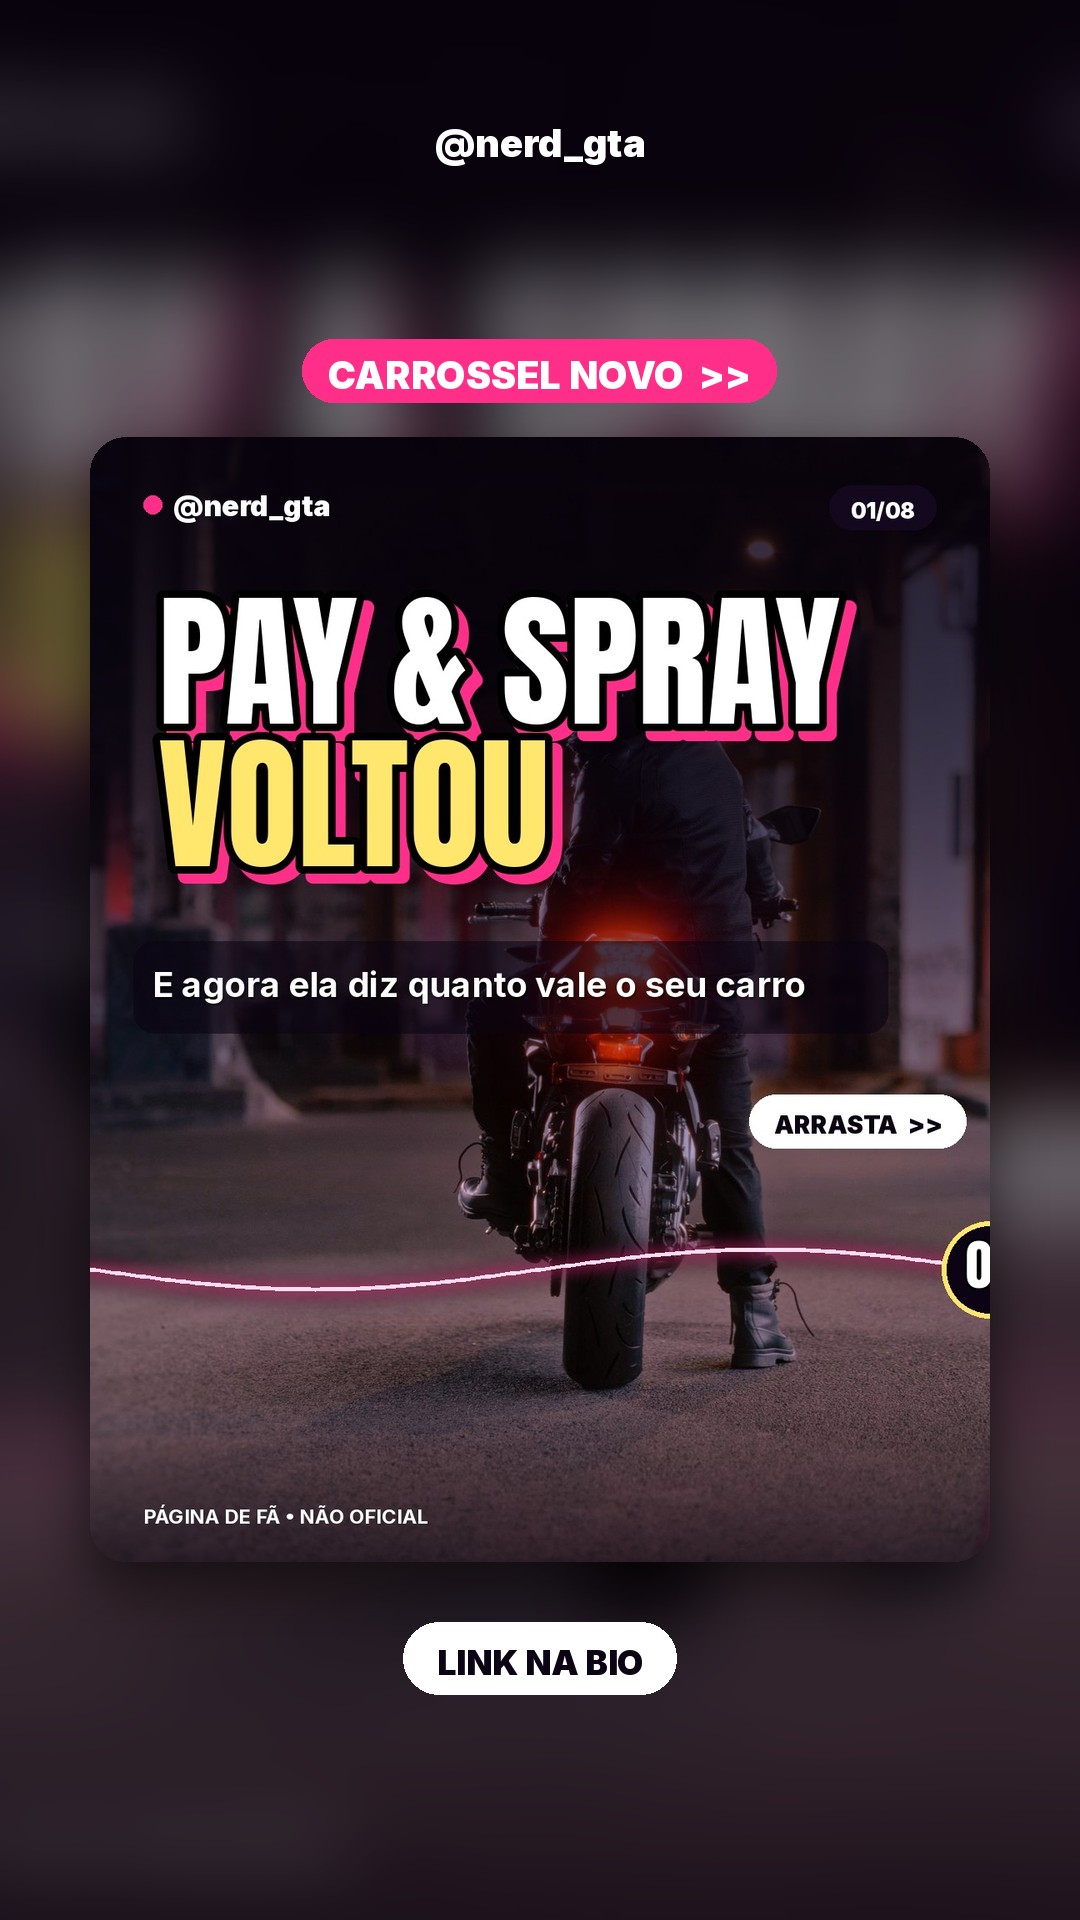 @nerd_gta
CARROSSEL NOVO >>
@nerd_gta
01/08
PAY & SPRAY
VOLTOU
E agora ela diz quanto vale o seu carro
ARRASTA >>
0
PÁGINA DE FÃ • NÃO OFICIAL
LINK NA BIO